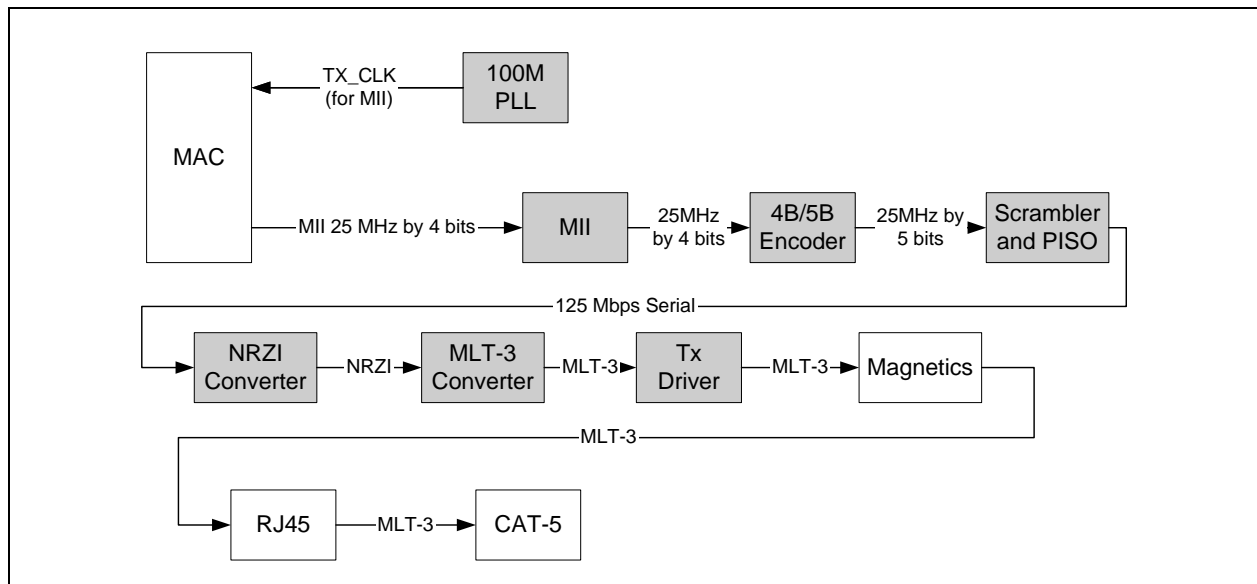 TX_CLK
(for MII)
100M
PLL
MAC
MII 25 MHz by 4 bits
MII
25MHz
by 4 bits
4B/5B
Encoder
25MHz by
5 bits
Scrambler
and PISO
125 Mbps Serial
NRZI
Converter
NRZI
MLT-3
Converter
MLT-3
Tx
Driver
MLT-3
Magnetics
MLT-3
RJ45
MLT-3
CAT-5